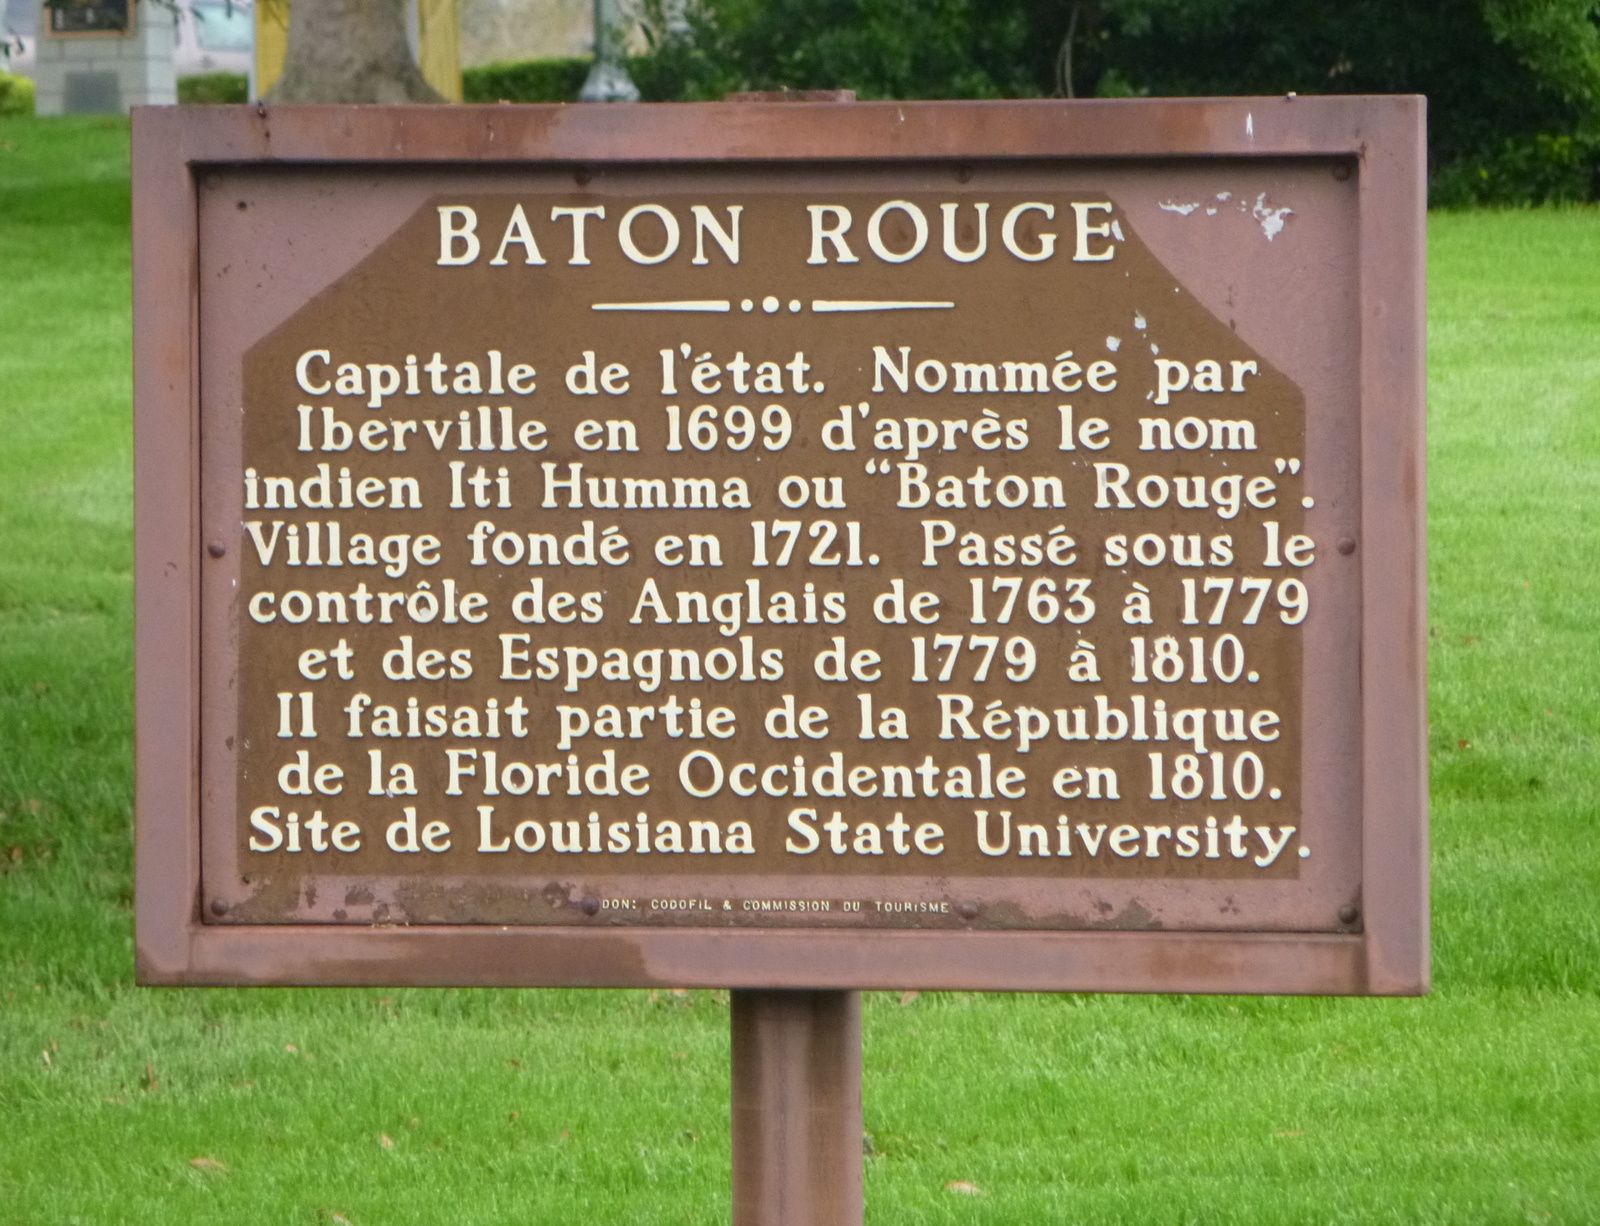 BATON ROUGE
Capitale de l'état. Nommée par
Iberville en 1699 d'après le nom
indien Iti Humma ou “Baton Rouge”.
Village fondé en 1721. Passé sous le
contrôle des Anglais de 1763 à 1779
et des Espagnols de 1779 à 1810.
Il faisait partie de la République
de la Floride Occidentale en 1810.
Site de Louisiana State University.
DON: CODOFIL & COMMISSION DU TOURISME